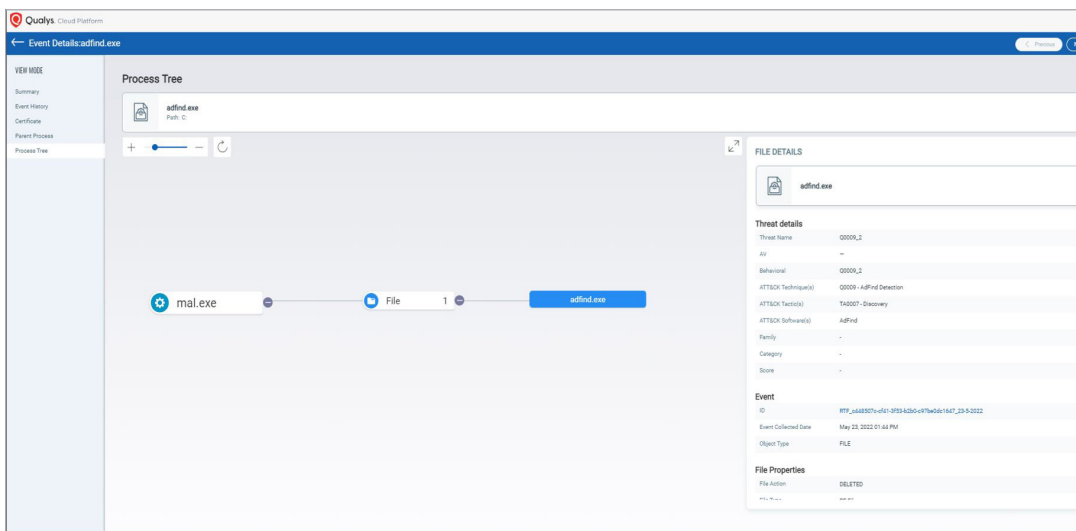 Qualys. Cloud Platform
Event Details:adfind.exe
Previous
VIEW MODE
Summary
Event History
Certificate
Parent Process
Process Tree
Process Tree
adfind.exe
Path: C:
mal.exe
File 1
adfind.exe
FILE DETAILS
adfind.exe
Threat details
Threat Name Q0009_2
AV —
Behavioral Q0009_2
ATT&CK Technique(s) Q0009 - AdFind Detection
ATT&CK Tactic(s) TA0007 - Discovery
ATT&CK Software(s) AdFind
Family -
Category -
Score -
Event
ID
Event Collected Date May 23, 2022 01:44 PM
Object Type FILE
File Properties
File Action DELETED